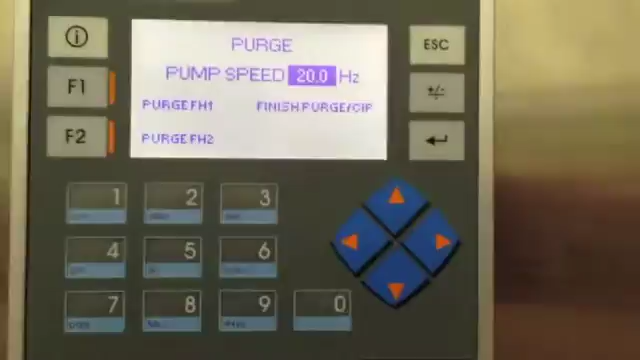 PURGE
PUMP SPEED 20.0 Hz
PURGE FH1 FINISH PURGE/CIP
PURGE FH2
F1
F2
ESC
+/-
1 2 3
4 5 6
7 8 9 0